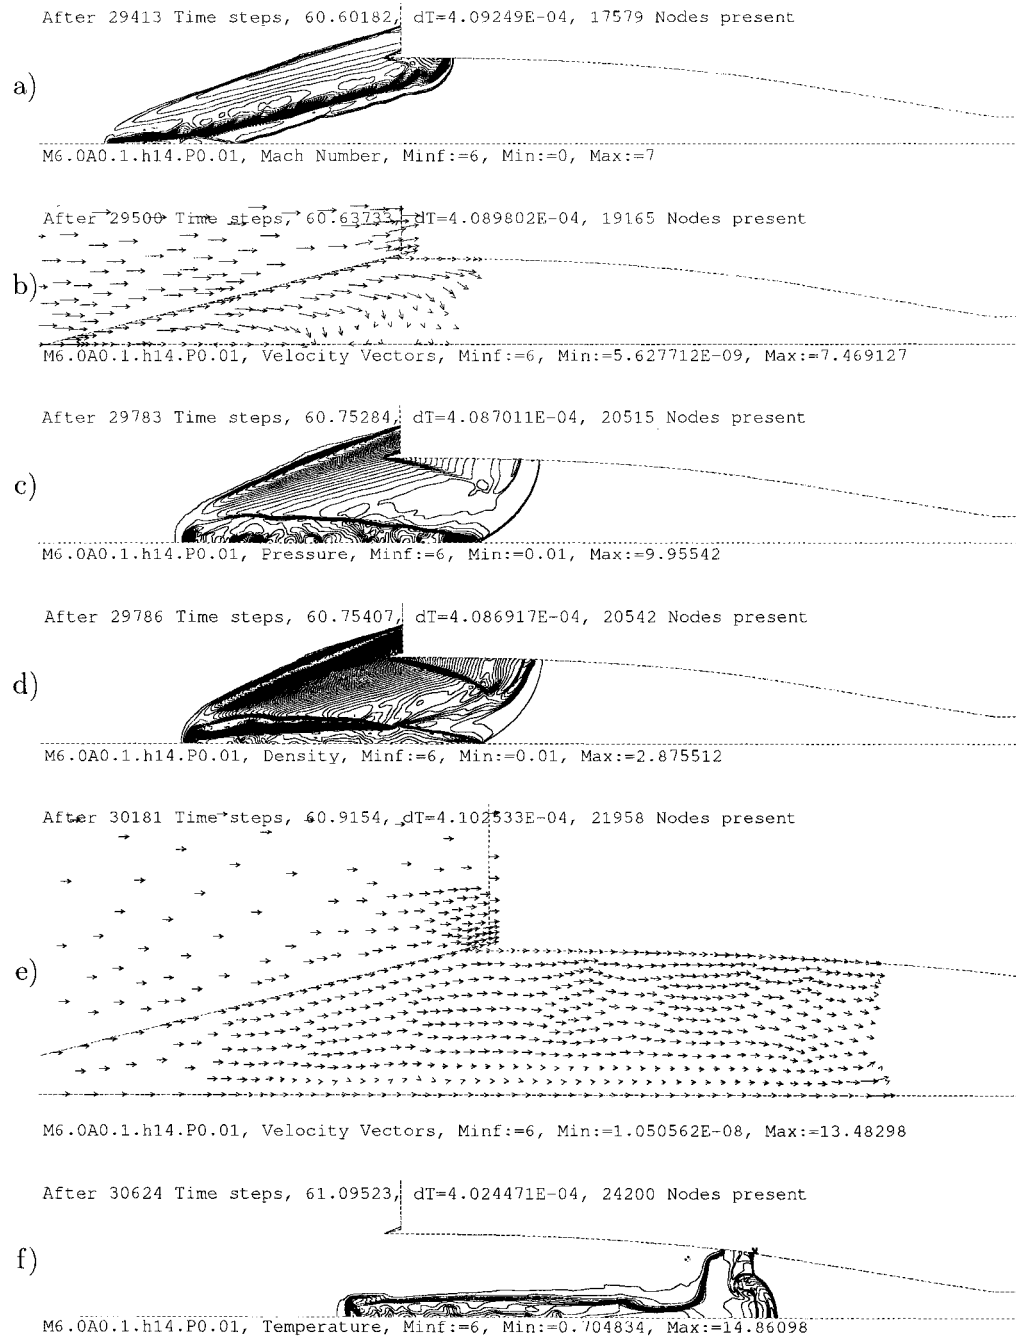 After 29413 Time steps, 60.60182, dT=4.09249E-04, 17579 Nodes present
a)
M6.0A0.1.h14.P0.01, Mach Number, Minf:=6, Min:=0, Max:=7
After 29500 Time steps, 60.63733, dT=4.089802E-04, 19165 Nodes present
b)
M6.0A0.1.h14.P0.01, Velocity Vectors, Minf:=6, Min:=5.627712E-09, Max:=7.469127
After 29783 Time steps, 60.75284, dT=4.087011E-04, 20515 Nodes present
c)
M6.0A0.1.h14.P0.01, Pressure, Minf:=6, Min:=0.01, Max:=9.95542
After 29786 Time steps, 60.75407, dT=4.086917E-04, 20542 Nodes present
d)
M6.0A0.1.h14.P0.01, Density, Minf:=6, Min:=0.01, Max:=2.875512
After 30181 Time steps, 60.9154, dT=4.102533E-04, 21958 Nodes present
e)
M6.0A0.1.h14.P0.01, Velocity Vectors, Minf:=6, Min:=1.050562E-08, Max:=13.48298
After 30624 Time steps, 61.09523, dT=4.024471E-04, 24200 Nodes present
f)
M6.0A0.1.h14.P0.01, Temperature, Minf:=6, Min:=0.704834, Max:=14.86098